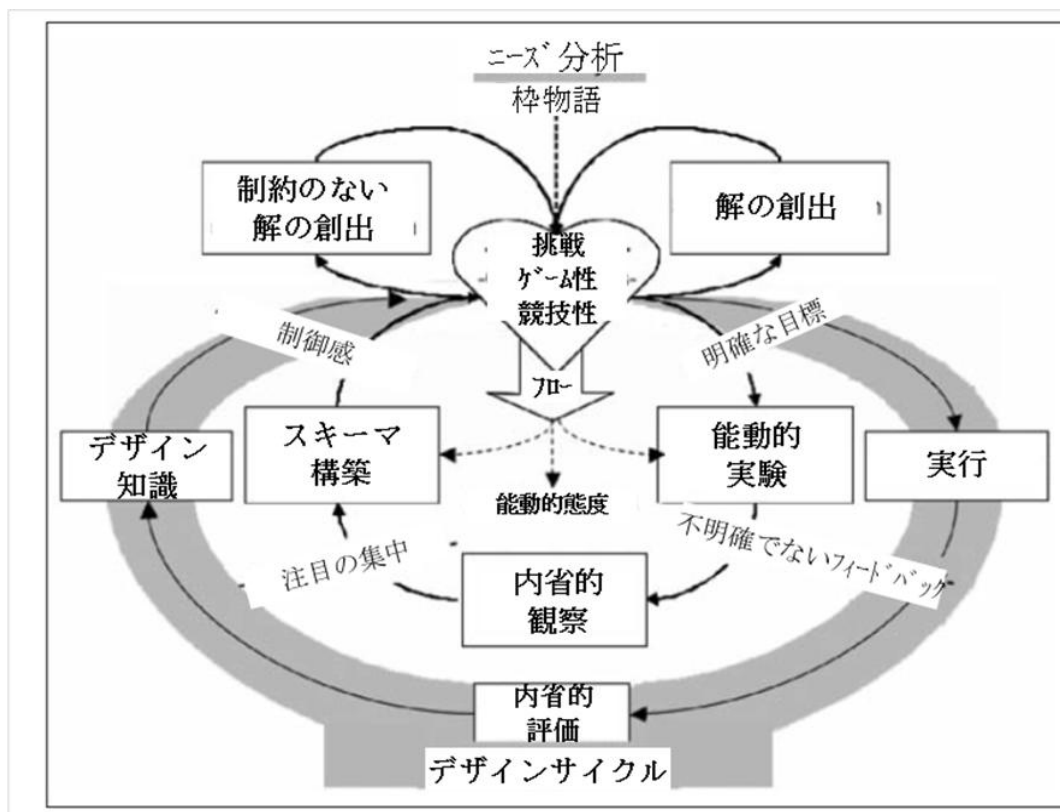 ニーズ分析
枠物語
制約のない
解の創出
解の創出
挑戦
ゲーム性
競技性
制御感
明確な目標
フロー
デザイン
知識
スキーマ
構築
能動的
実験
実行
能動的態度
注目の集中
不明確でないフィードバック
内省的
観察
内省的
評価
デザインサイクル